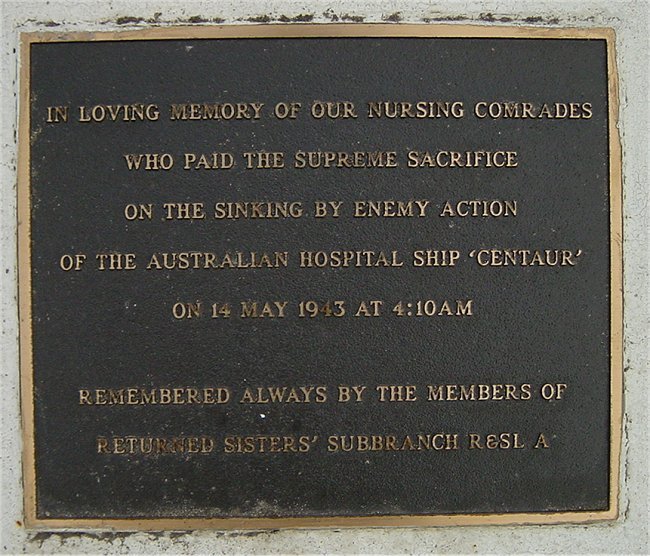 IN LOVING MEMORY OF OUR NURSING COMRADES
WHO PAID THE SUPREME SACRIFICE
ON THE SINKING BY ENEMY ACTION
OF THE AUSTRALIAN HOSPITAL SHIP ‘CENTAUR’
ON 14 MAY 1943 AT 4:10AM
REMEMBERED ALWAYS BY THE MEMBERS OF
RETURNED SISTERS’ SUBBRANCH R&SL A